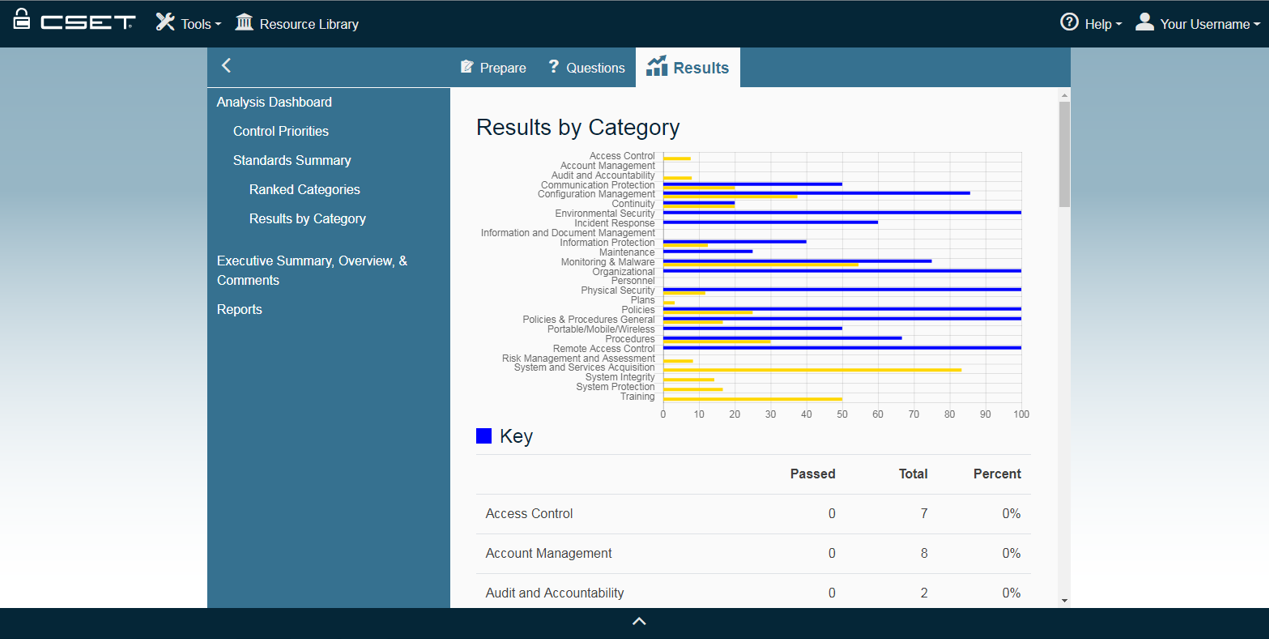 CSET Tools Resource Library Help Your Username
Prepare ? Questions Results
Analysis Dashboard
Control Priorities
Standards Summary
Ranked Categories
Results by Category
Executive Summary, Overview, &
Comments
Reports
Results by Category
Access Control
Account Management
Audit and Accountability
Communication Protection
Configuration Management
Continuity
Environmental Security
Incident Response
Information and Document Management
Information Protection
Maintenance
Monitoring & Malware
Organizational
Personnel
Physical Security
Plans
Policies
Policies & Procedures General
Portable/Mobile/Wireless
Procedures
Remote Access Control
Risk Management and Assessment
System and Services Acquisition
System Integrity
System Protection
Training
0 10 20 30 40 50 60 70 80 90 100
Key
Passed Total Percent
Access Control 0 7 0%
Account Management 0 8 0%
Audit and Accountability 0 2 0%